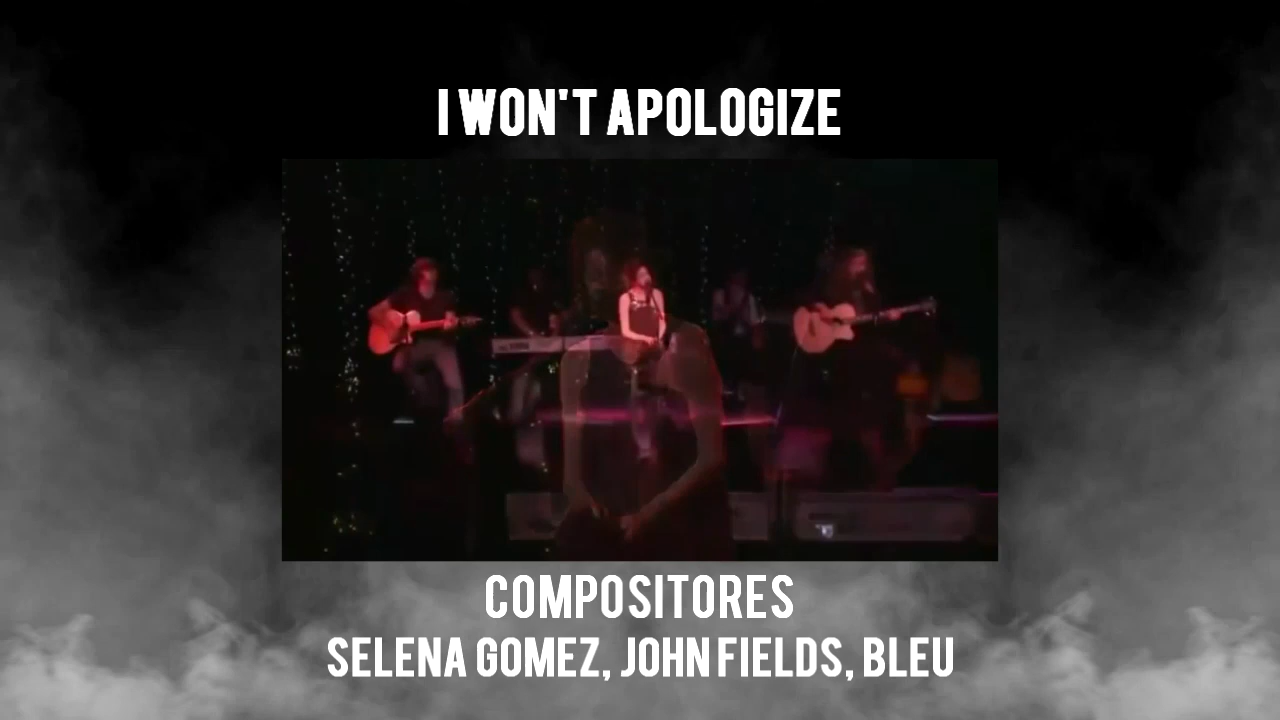 I WON'T APOLOGIZE
COMPOSITORES
SELENA GOMEZ, JOHN FIELDS, BLEU